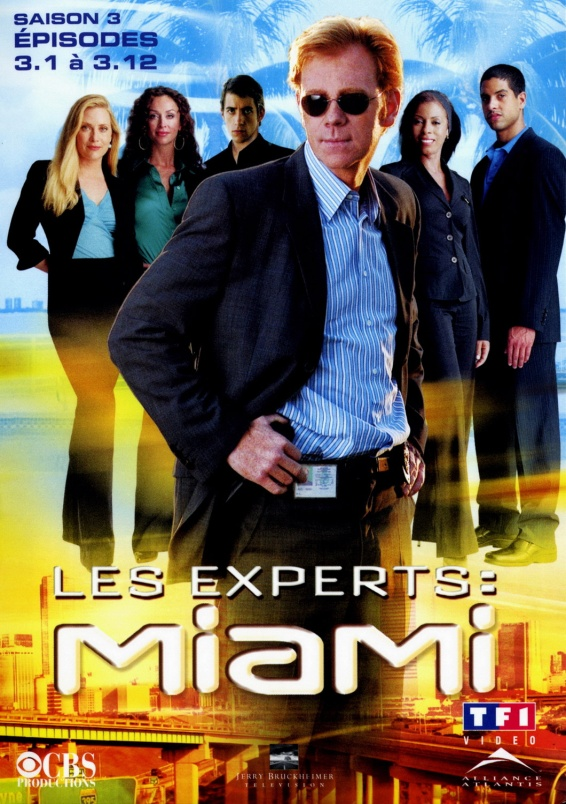 SAISON 3
ÉPISODES
3.1 à 3.12
LES EXPERTS:
MiAMi
TF1
VIDEO
CBS
PRODUCTIONS
JERRY BRUCKHEIMER
TELEVISION
ALLIANCE
ATLANTIS